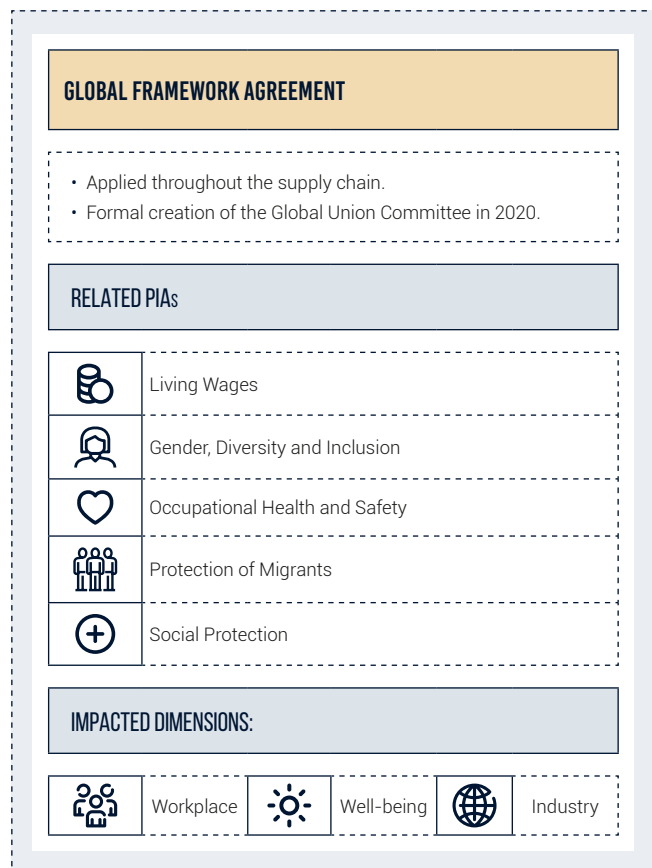 GLOBAL FRAMEWORK AGREEMENT
• Applied throughout the supply chain.
• Formal creation of the Global Union Committee in 2020.
RELATED PIAs
Living Wages
Gender, Diversity and Inclusion
Occupational Health and Safety
Protection of Migrants
Social Protection
IMPACTED DIMENSIONS:
Workplace Well-being Industry